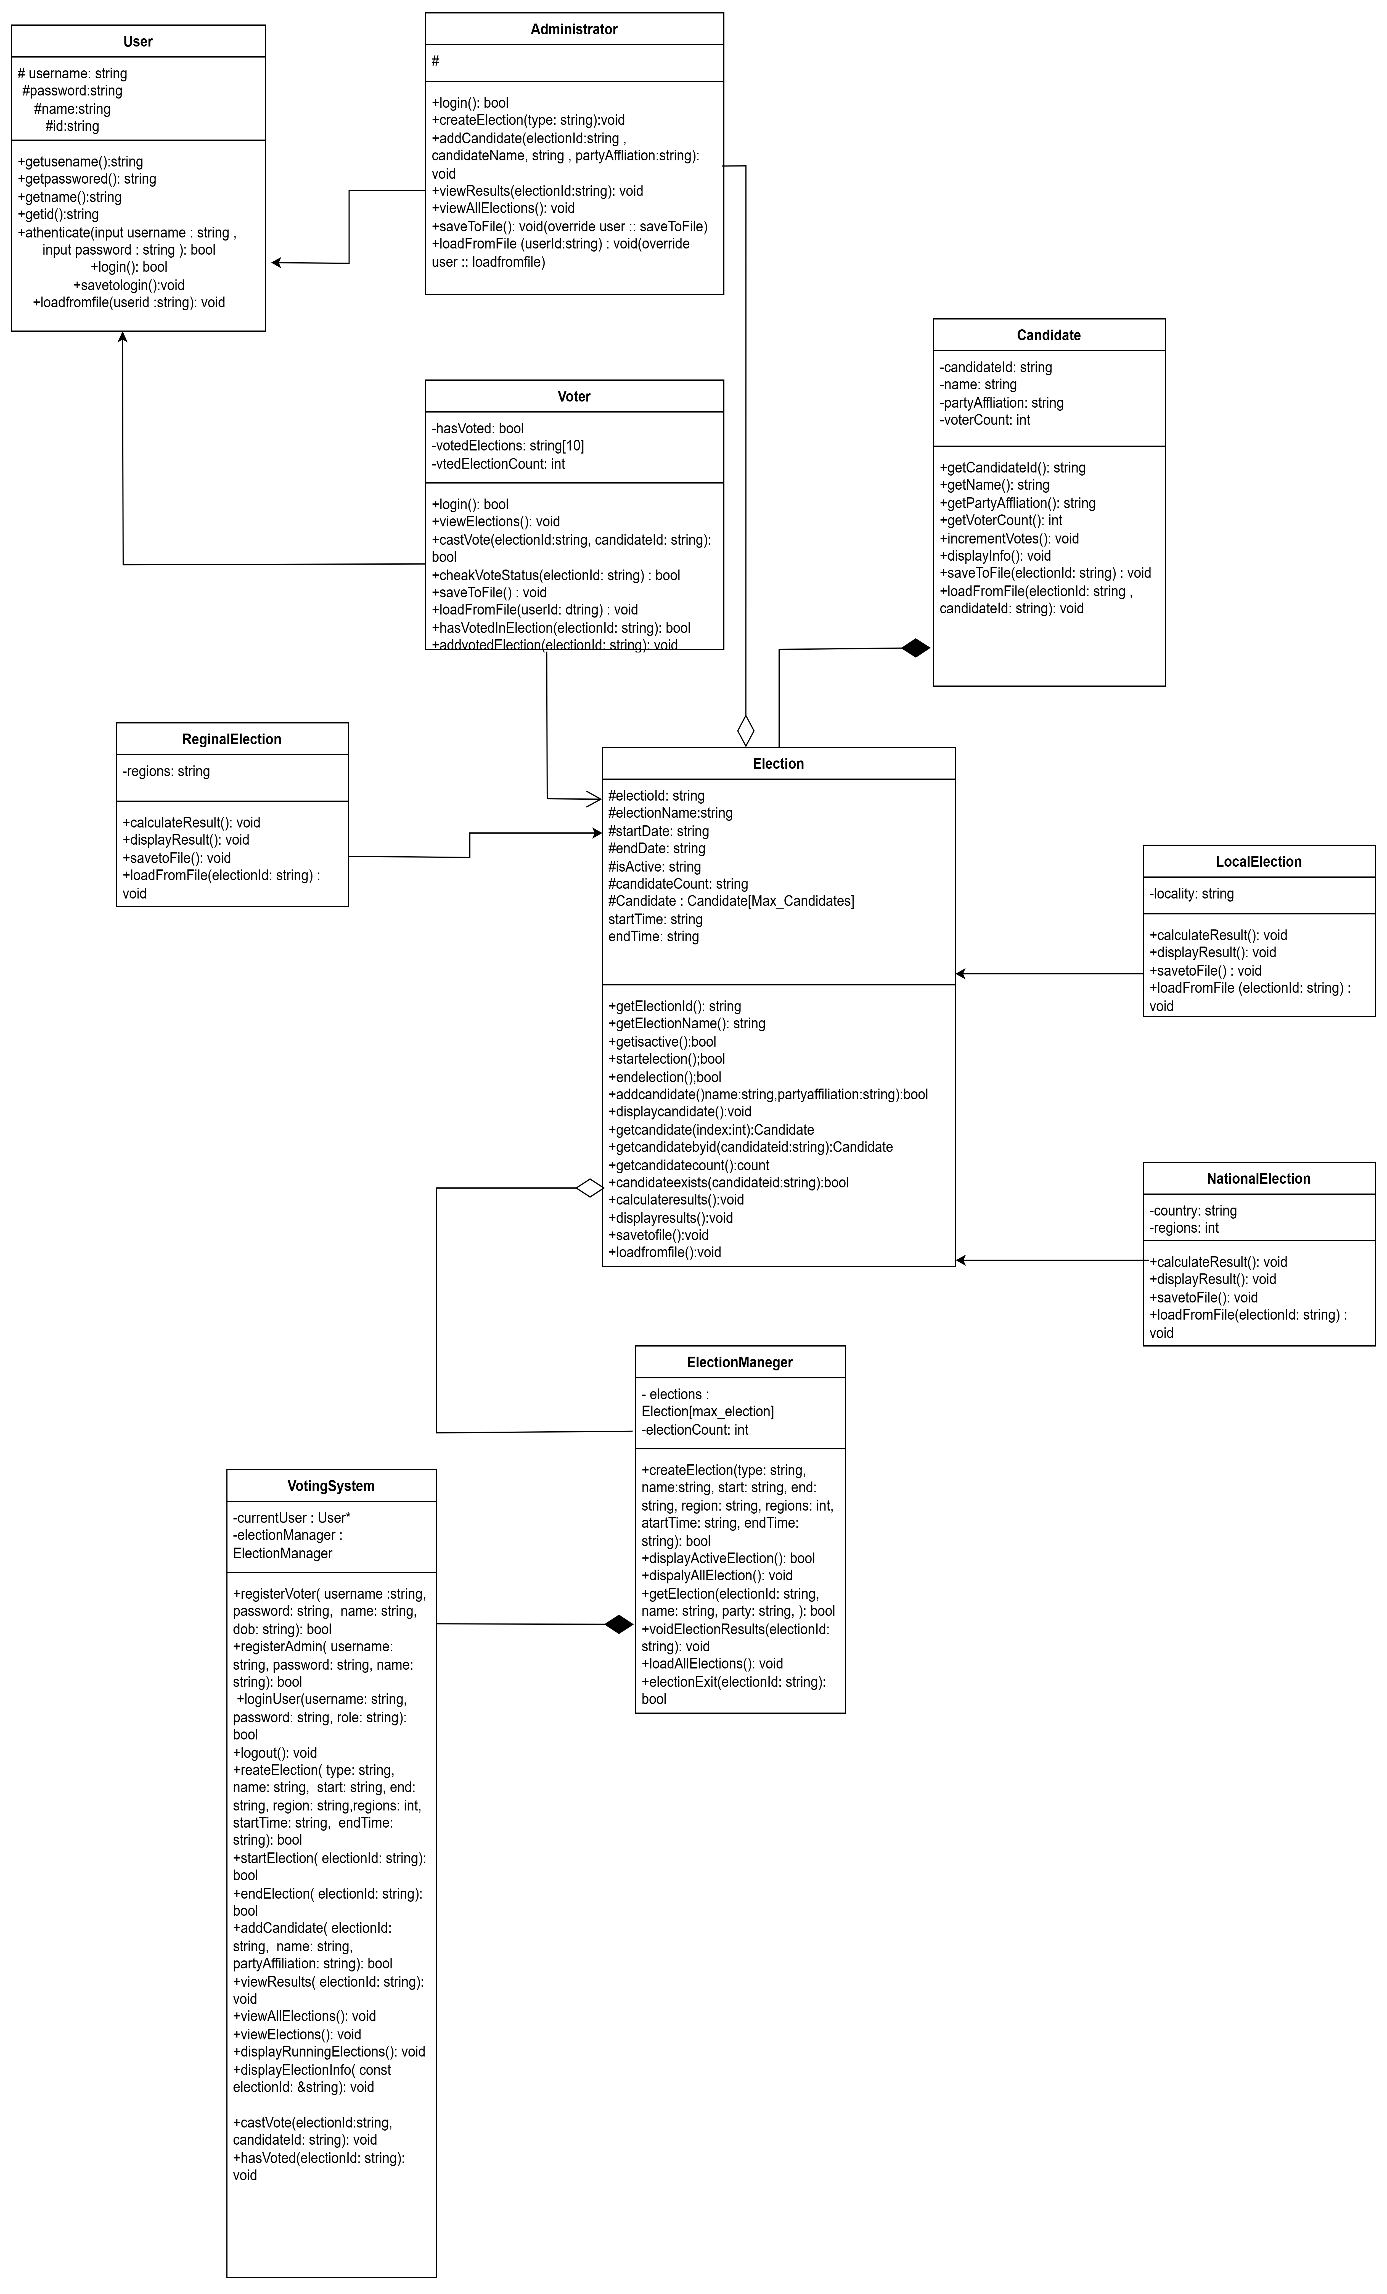 User
# username: string
#password:string
#name:string
#id:string
+getusename():string
+getpasswored(): string
+getname():string
+getid():string
+athenticate(input username : string ,
input password : string ): bool
+login(): bool
+savetologin():void
+loadfromfile(userid :string): void
Administrator
#
+login(): bool
+createElection(type: string):void
+addCandidate(electionId:string ,
candidateName, string , partyAffliation:string):
void
+viewResults(electionId:string): void
+viewAllElections(): void
+saveToFile(): void(override user :: saveToFile)
+loadFromFile (userId:string) : void(override
user :: loadfromfile)
Voter
-hasVoted: bool
-votedElections: string[10]
-vtedElectionCount: int
+login(): bool
+viewElections(): void
+castVote(electionId:string, candidateId: string):
bool
+cheakVoteStatus(electionId: string) : bool
+saveToFile() : void
+loadFromFile(userId: dtring) : void
+hasVotedInElection(electionId: string): bool
+addvotedElection(electionId: string): void
Candidate
-candidateId: string
-name: string
-partyAffliation: string
-voterCount: int
+getCandidateId(): string
+getName(): string
+getPartyAffliation(): string
+getVoterCount(): int
+incrementVotes(): void
+displayInfo(): void
+saveToFile(electionId: string) : void
+loadFromFile(electionId: string ,
candidateId: string): void
ReginalElection
-regions: string
+calculateResult(): void
+displayResult(): void
+savetoFile(): void
+loadFromFile(electionId: string) :
void
Election
#electioId: string
#electionName:string
#startDate: string
#endDate: string
#isActive: string
#candidateCount: string
#Candidate : Candidate[Max_Candidates]
startTime: string
endTime: string
+getElectionId(): string
+getElectionName(): string
+getisactive():bool
+startelection();bool
+endelection();bool
+addcandidate()name:string,partyaffiliation:string):bool
+displaycandidate():void
+getcandidate(index:int):Candidate
+getcandidatebyid(candidateid:string):Candidate
+getcandidatecount():count
+candidateexists(candidateid:string):bool
+calculateresults():void
+displayresults():void
+savetofile():void
+loadfromfile():void
LocalElection
-locality: string
+calculateResult(): void
+displayResult(): void
+savetoFile() : void
+loadFromFile (electionId: string) :
void
NationalElection
-country: string
-regions: int
+calculateResult(): void
+displayResult(): void
+savetoFile(): void
+loadFromFile(electionId: string) :
void
ElectionManeger
- elections :
Election[max_election]
-electionCount: int
+createElection(type: string,
name:string, start: string, end:
string, region: string, regions: int,
atartTime: string, endTime:
string): bool
+displayActiveElection(): bool
+dispalyAllElection(): void
+getElection(electionId: string,
name: string, party: string, ): bool
+voidElectionResults(electionId:
string): void
+loadAllElections(): void
+electionExit(electionId: string):
bool
VotingSystem
-currentUser : User*
-electionManager :
ElectionManager
+registerVoter( username :string,
password: string, name: string,
dob: string): bool
+registerAdmin( username:
string, password: string, name:
string): bool
+loginUser(username: string,
password: string, role: string):
bool
+logout(): void
+reateElection( type: string,
name: string, start: string, end:
string, region: string,regions: int,
startTime: string, endTime:
string): bool
+startElection( electionId: string):
bool
+endElection( electionId: string):
bool
+addCandidate( electionId:
string, name: string,
partyAffiliation: string): bool
+viewResults( electionId: string):
void
+viewAllElections(): void
+viewElections(): void
+displayRunningElections(): void
+displayElectionInfo( const
electionId: &string): void
+castVote(electionId:string,
candidateId: string): void
+hasVoted(electionId: string):
void